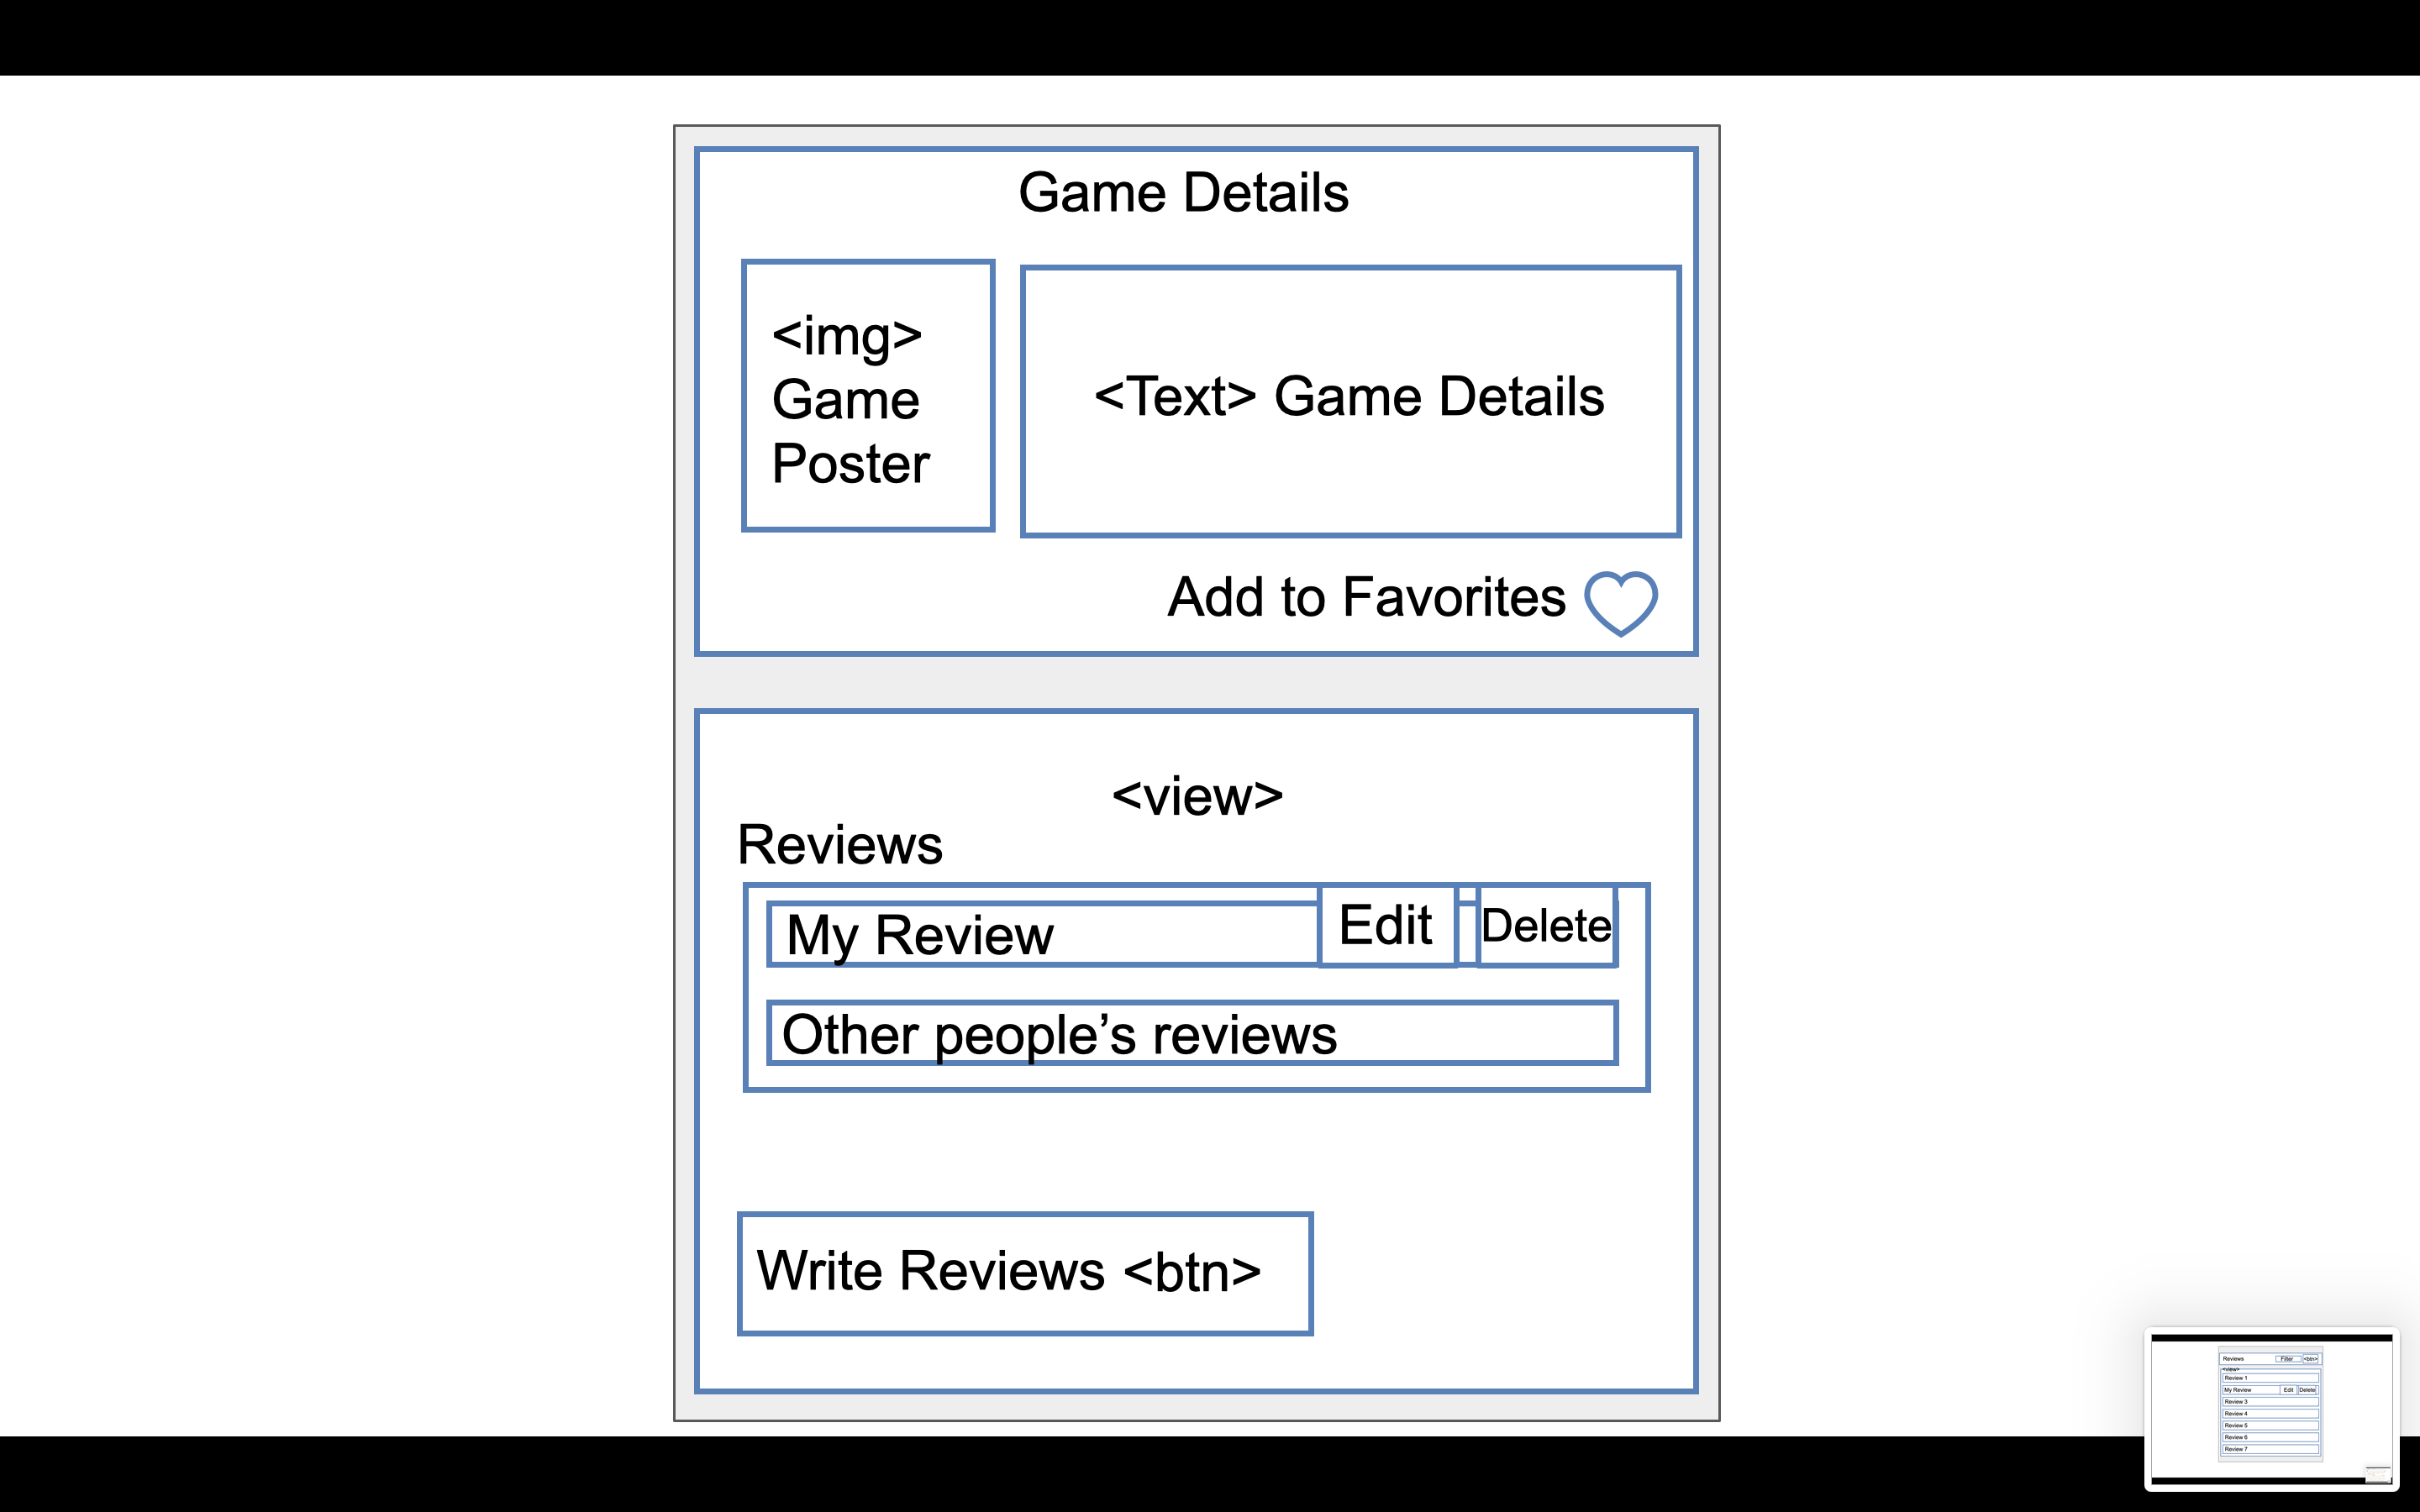 Game Details
<img>
Game
Poster
<Text> Game Details
Add to Favorites
<view>
Reviews
My Review
Edit
Delete
Other people’s reviews
Write Reviews <btn>
Reviews
Filter
<btn>
<view>
Review 1
My Review
Edit
Delete
Review 3
Review 4
Review 5
Review 6
Review 7